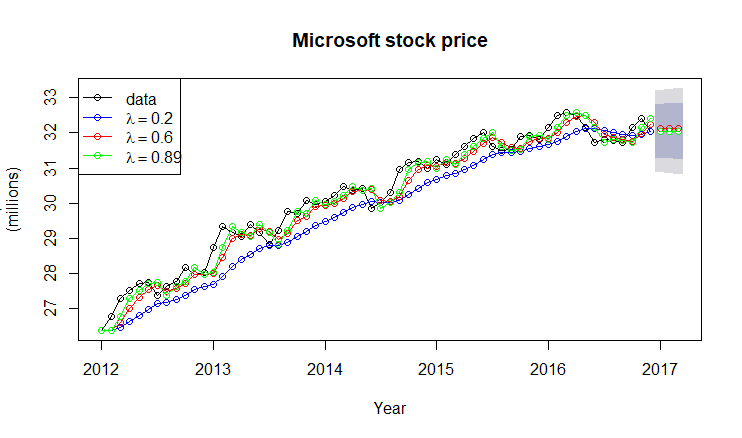 Microsoft stock price
data
λ = 0.2
λ = 0.6
λ = 0.89
33
32
31
30
29
28
27
(millions)
2012 2013 2014 2015 2016 2017
Year